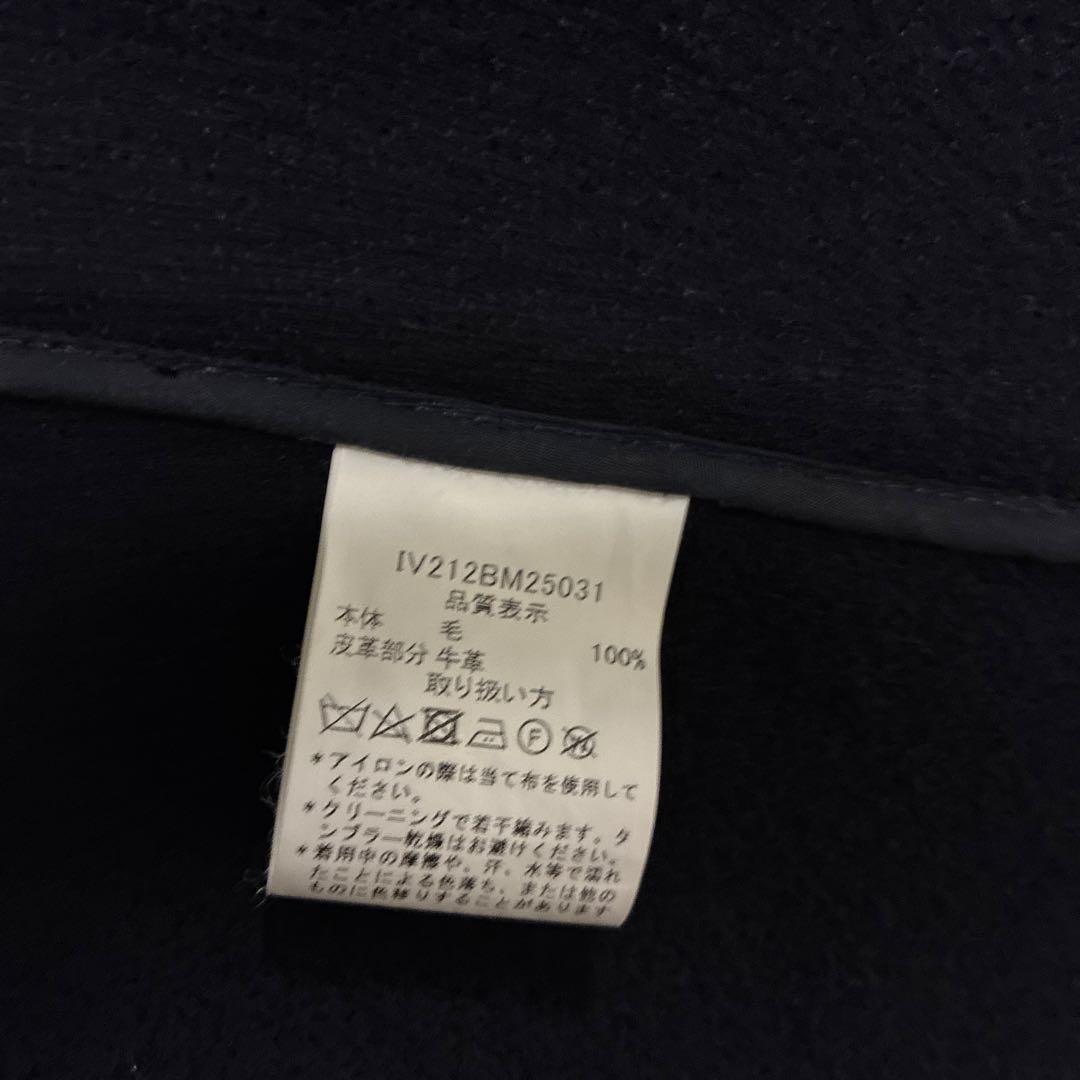 IV212BM25031
品質表示
本体 毛 100%
皮革部分 牛革
取り扱い方
F
*アイロンの際は当て布を使用して
ください。
*クリーニングで若干縮みます。タ
ンブラー乾燥はお避けください。
*着用中の摩擦や、汗、水等で濡れ
たことによる色落ち、または他の
ものに色移りすることがあります